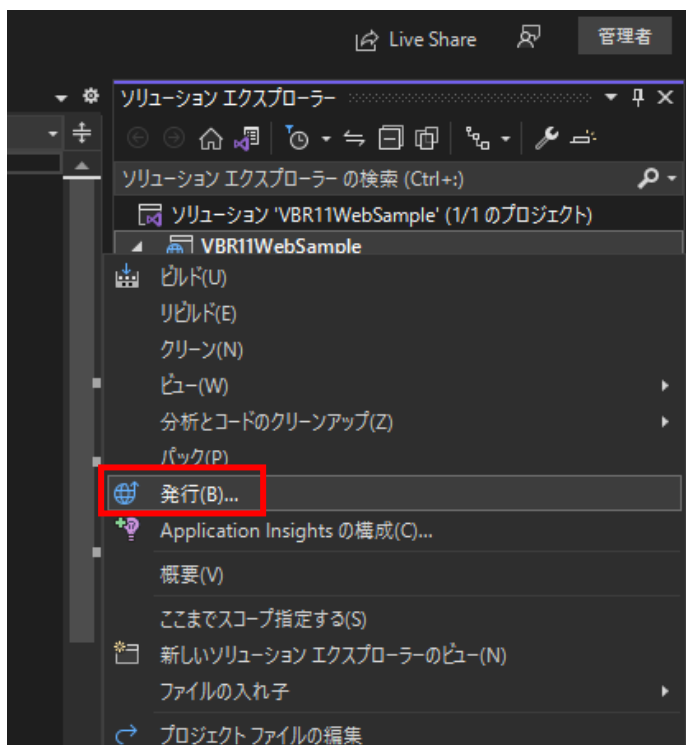 Live Share
管理者
ソリューション エクスプローラー
ソリューション エクスプローラー の検索 (Ctrl+:)
ソリューション 'VBR11WebSample' (1/1 のプロジェクト)
VBR11WebSample
ビルド(U)
リビルド(E)
クリーン(N)
ビュー(W)
分析とコードのクリーンアップ(Z)
パック(P)
発行(B)...
Application Insights の構成(C)...
概要(V)
ここまでスコープ指定する(S)
新しいソリューション エクスプローラーのビュー(N)
ファイルの入れ子
プロジェクト ファイルの編集